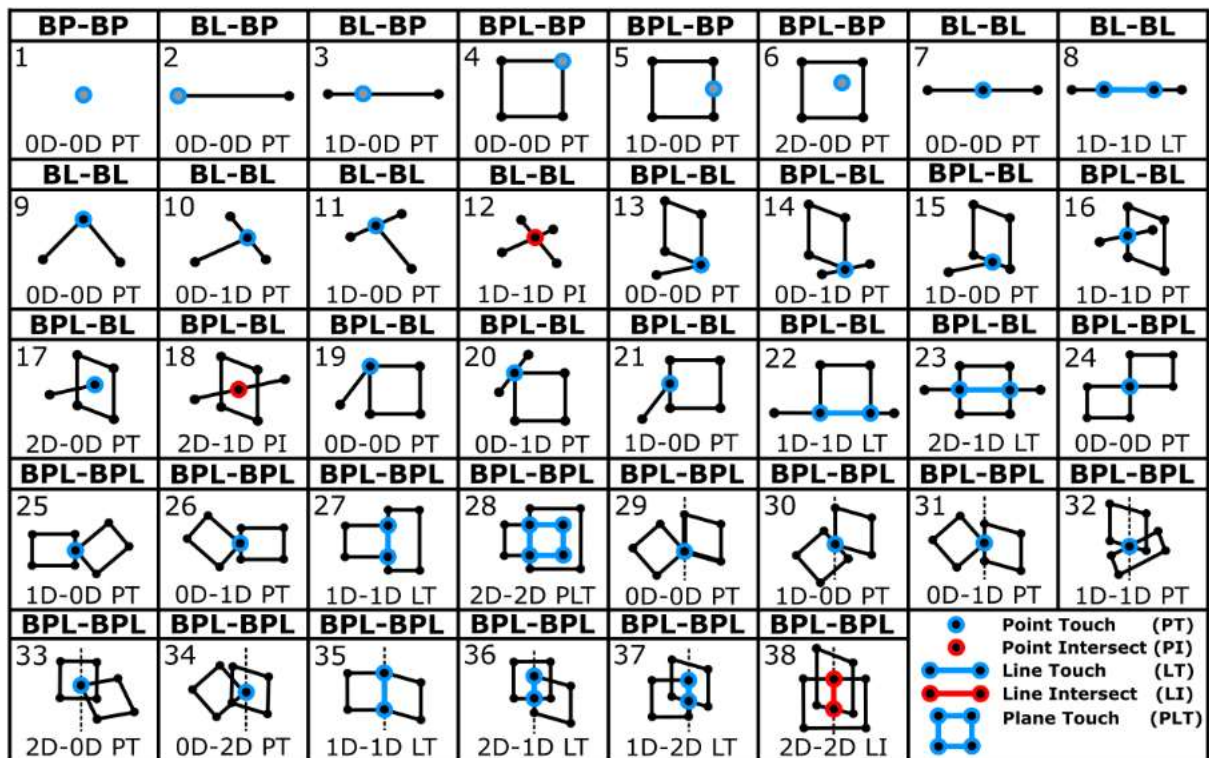 BP-BP BL-BP BL-BP BPL-BP BPL-BP BPL-BP BL-BL BL-BL
1 2 3 4 5 6 7 8
0D-0D PT 0D-0D PT 1D-0D PT 0D-0D PT 1D-0D PT 2D-0D PT 0D-0D PT 1D-1D LT
BL-BL BL-BL BL-BL BL-BL BPL-BL BPL-BL BPL-BL BPL-BL
9 10 11 12 13 14 15 16
0D-0D PT 0D-1D PT 1D-0D PT 1D-1D PI 0D-0D PT 0D-1D PT 1D-0D PT 1D-1D PT
BPL-BL BPL-BL BPL-BL BPL-BL BPL-BL BPL-BL BPL-BL BPL-BPL
17 18 19 20 21 22 23 24
2D-0D PT 2D-1D PI 0D-0D PT 0D-1D PT 1D-0D PT 1D-1D LT 2D-1D LT 0D-0D PT
BPL-BPL BPL-BPL BPL-BPL BPL-BPL BPL-BPL BPL-BPL BPL-BPL BPL-BPL
25 26 27 28 29 30 31 32
1D-0D PT 0D-1D PT 1D-1D LT 2D-2D PLT 0D-0D PT 1D-0D PT 0D-1D PT 1D-1D PT
BPL-BPL BPL-BPL BPL-BPL BPL-BPL BPL-BPL BPL-BPL
33 34 35 36 37 38
2D-0D PT 0D-2D PT 1D-1D LT 2D-1D LT 1D-2D LT 2D-2D LI
Point Touch (PT)
Point Intersect (PI)
Line Touch (LT)
Line Intersect (LI)
Plane Touch (PLT)